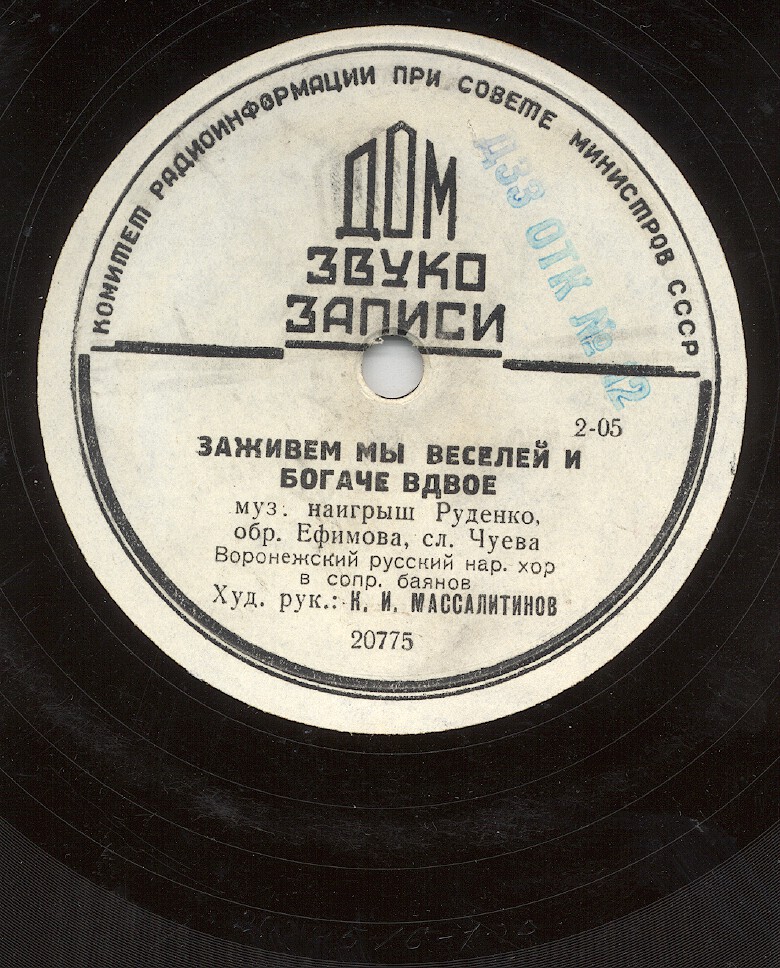 КОМИТЕТ РАДИОИНФОРМАЦИИ ПРИ СОВЕТЕ МИНИСТРОВ СССР
ДОМ
ЗВУКО
ЗАПИСИ
ДЗЗ ОТК №
2-05
ЗАЖИВЕМ МЫ ВЕСЕЛЕЙ И
БОГАЧЕ ВДВОЕ
муз. наигрыш Руденко,
обр. Ефимова, сл. Чуева
Воронежский русский нар. хор
в сопр. баянов
Худ. рук.: К. И. МАССАЛИТИНОВ
20775